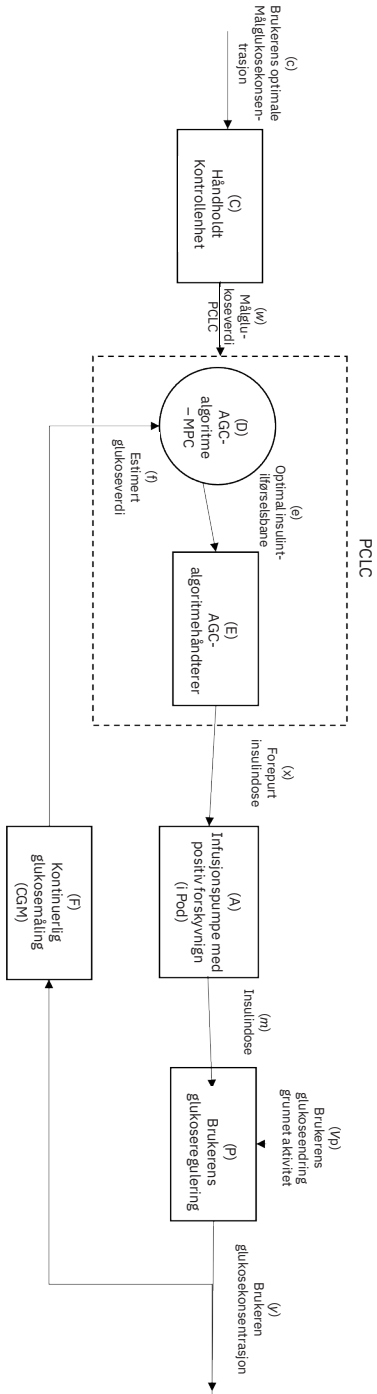 (c)
Brukerens optimale
Målglukosekonsen-
trasjon
(C)
Håndholdt
Kontrollenhet
(w)
Målglu-
koseverdi
PCLC
PCLC
(D)
AGC-
algoritme
– MPC
(e)
Optimal insulint-
ilførselsbane
(E)
AGC-
algoritmehåndterer
(f)
Estimert
glukoseverdi
(x)
Forepurt
insulindose
(A)
Infusjonspumpe med
positiv forskyvnign
(i Pod)
(m)
Insulindose
(Vp)
Brukerens
glukoseendring
grunnet aktivitet
(P)
Brukerens
glukoseregulering
(y)
Brukeren
glukosekonsentrasjon
(F)
Kontinuerlig
glukosemåling
(CGM)